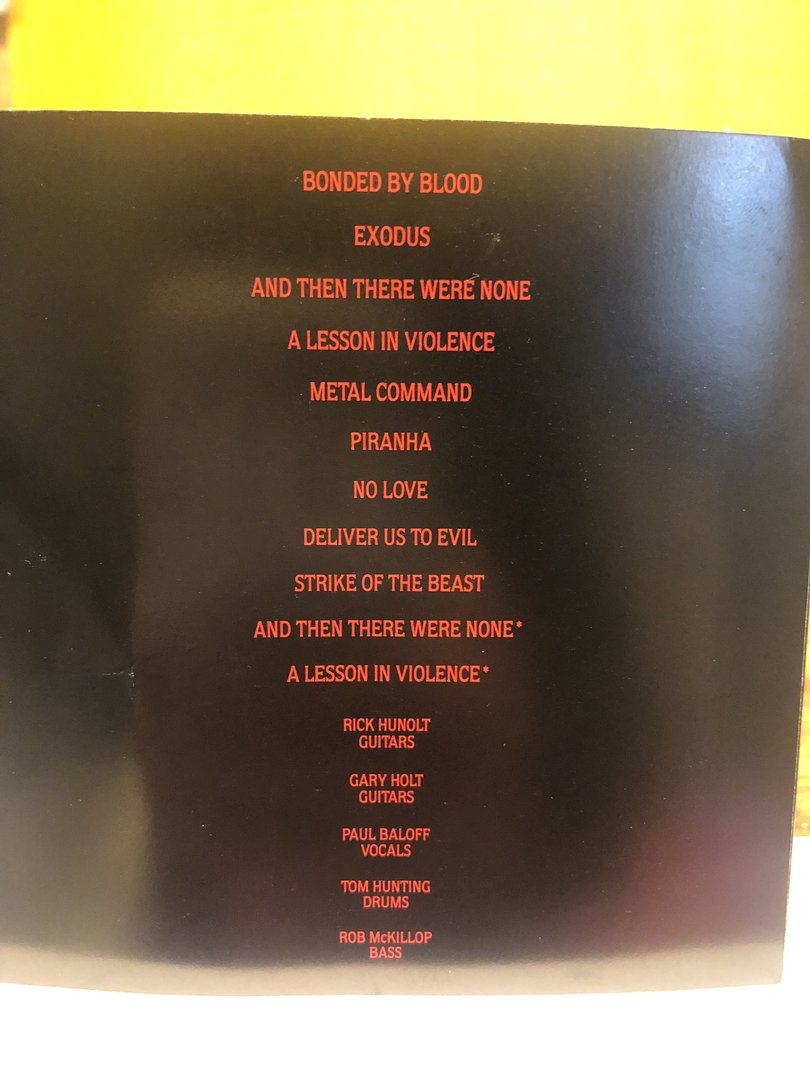 BONDED BY BLOOD
EXODUS
AND THEN THERE WERE NONE
A LESSON IN VIOLENCE
METAL COMMAND
PIRANHA
NO LOVE
DELIVER US TO EVIL
STRIKE OF THE BEAST
AND THEN THERE WERE NONE*
A LESSON IN VIOLENCE*
RICK HUNOLT
GUITARS
GARY HOLT
GUITARS
PAUL BALOFF
VOCALS
TOM HUNTING
DRUMS
ROB McKILLOP
BASS